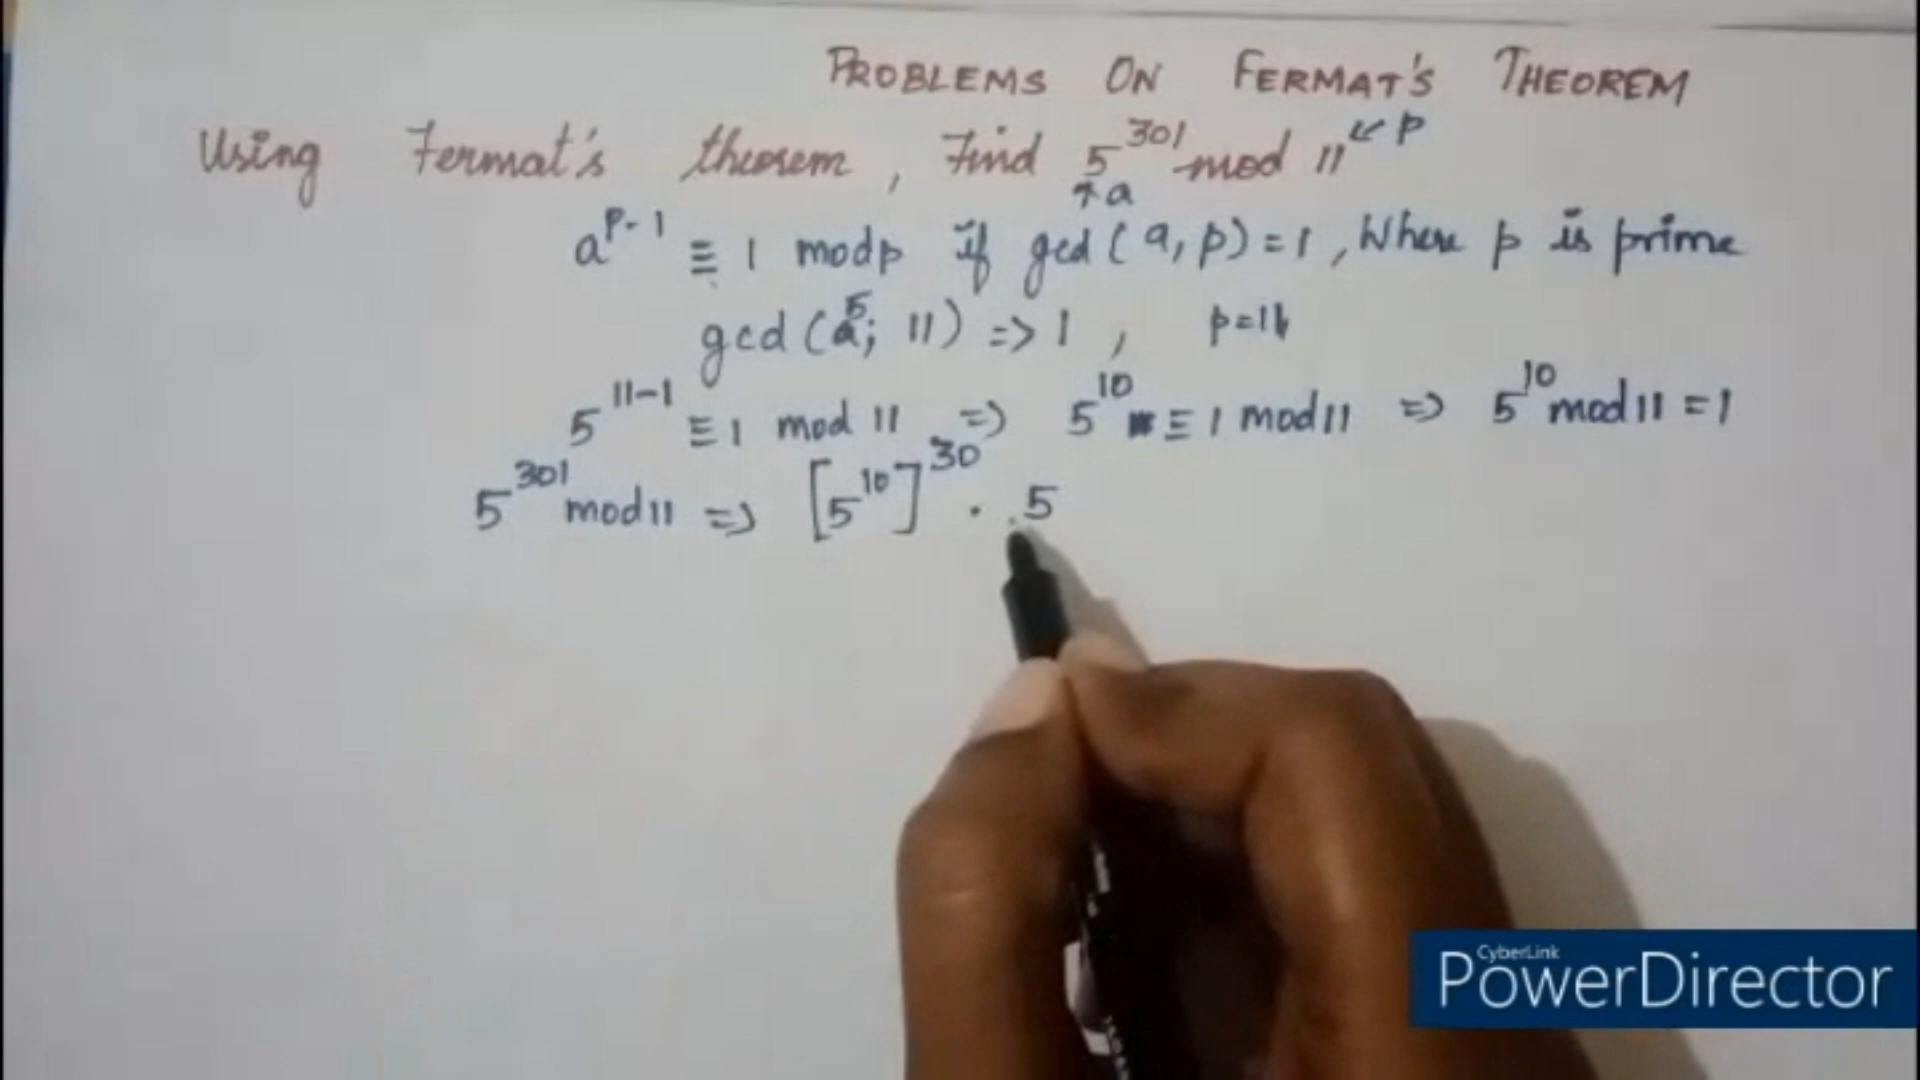 PROBLEMS ON FERMAT'S THEOREM
Using Fermat's theorem, Find 5^301 mod 11 ↙ p
↑a
a^p-1 ≡ 1 mod p if gcd(a, p) = 1, Where p is prime
gcd(a; 11) => 1, p = 11
5
5^11-1 ≡ 1 mod 11 => 5^10 ≡ 1 mod 11 => 5^10 mod 11 = 1
5^301 mod 11 => [5^10]^30 . 5
CyberLink
PowerDirector